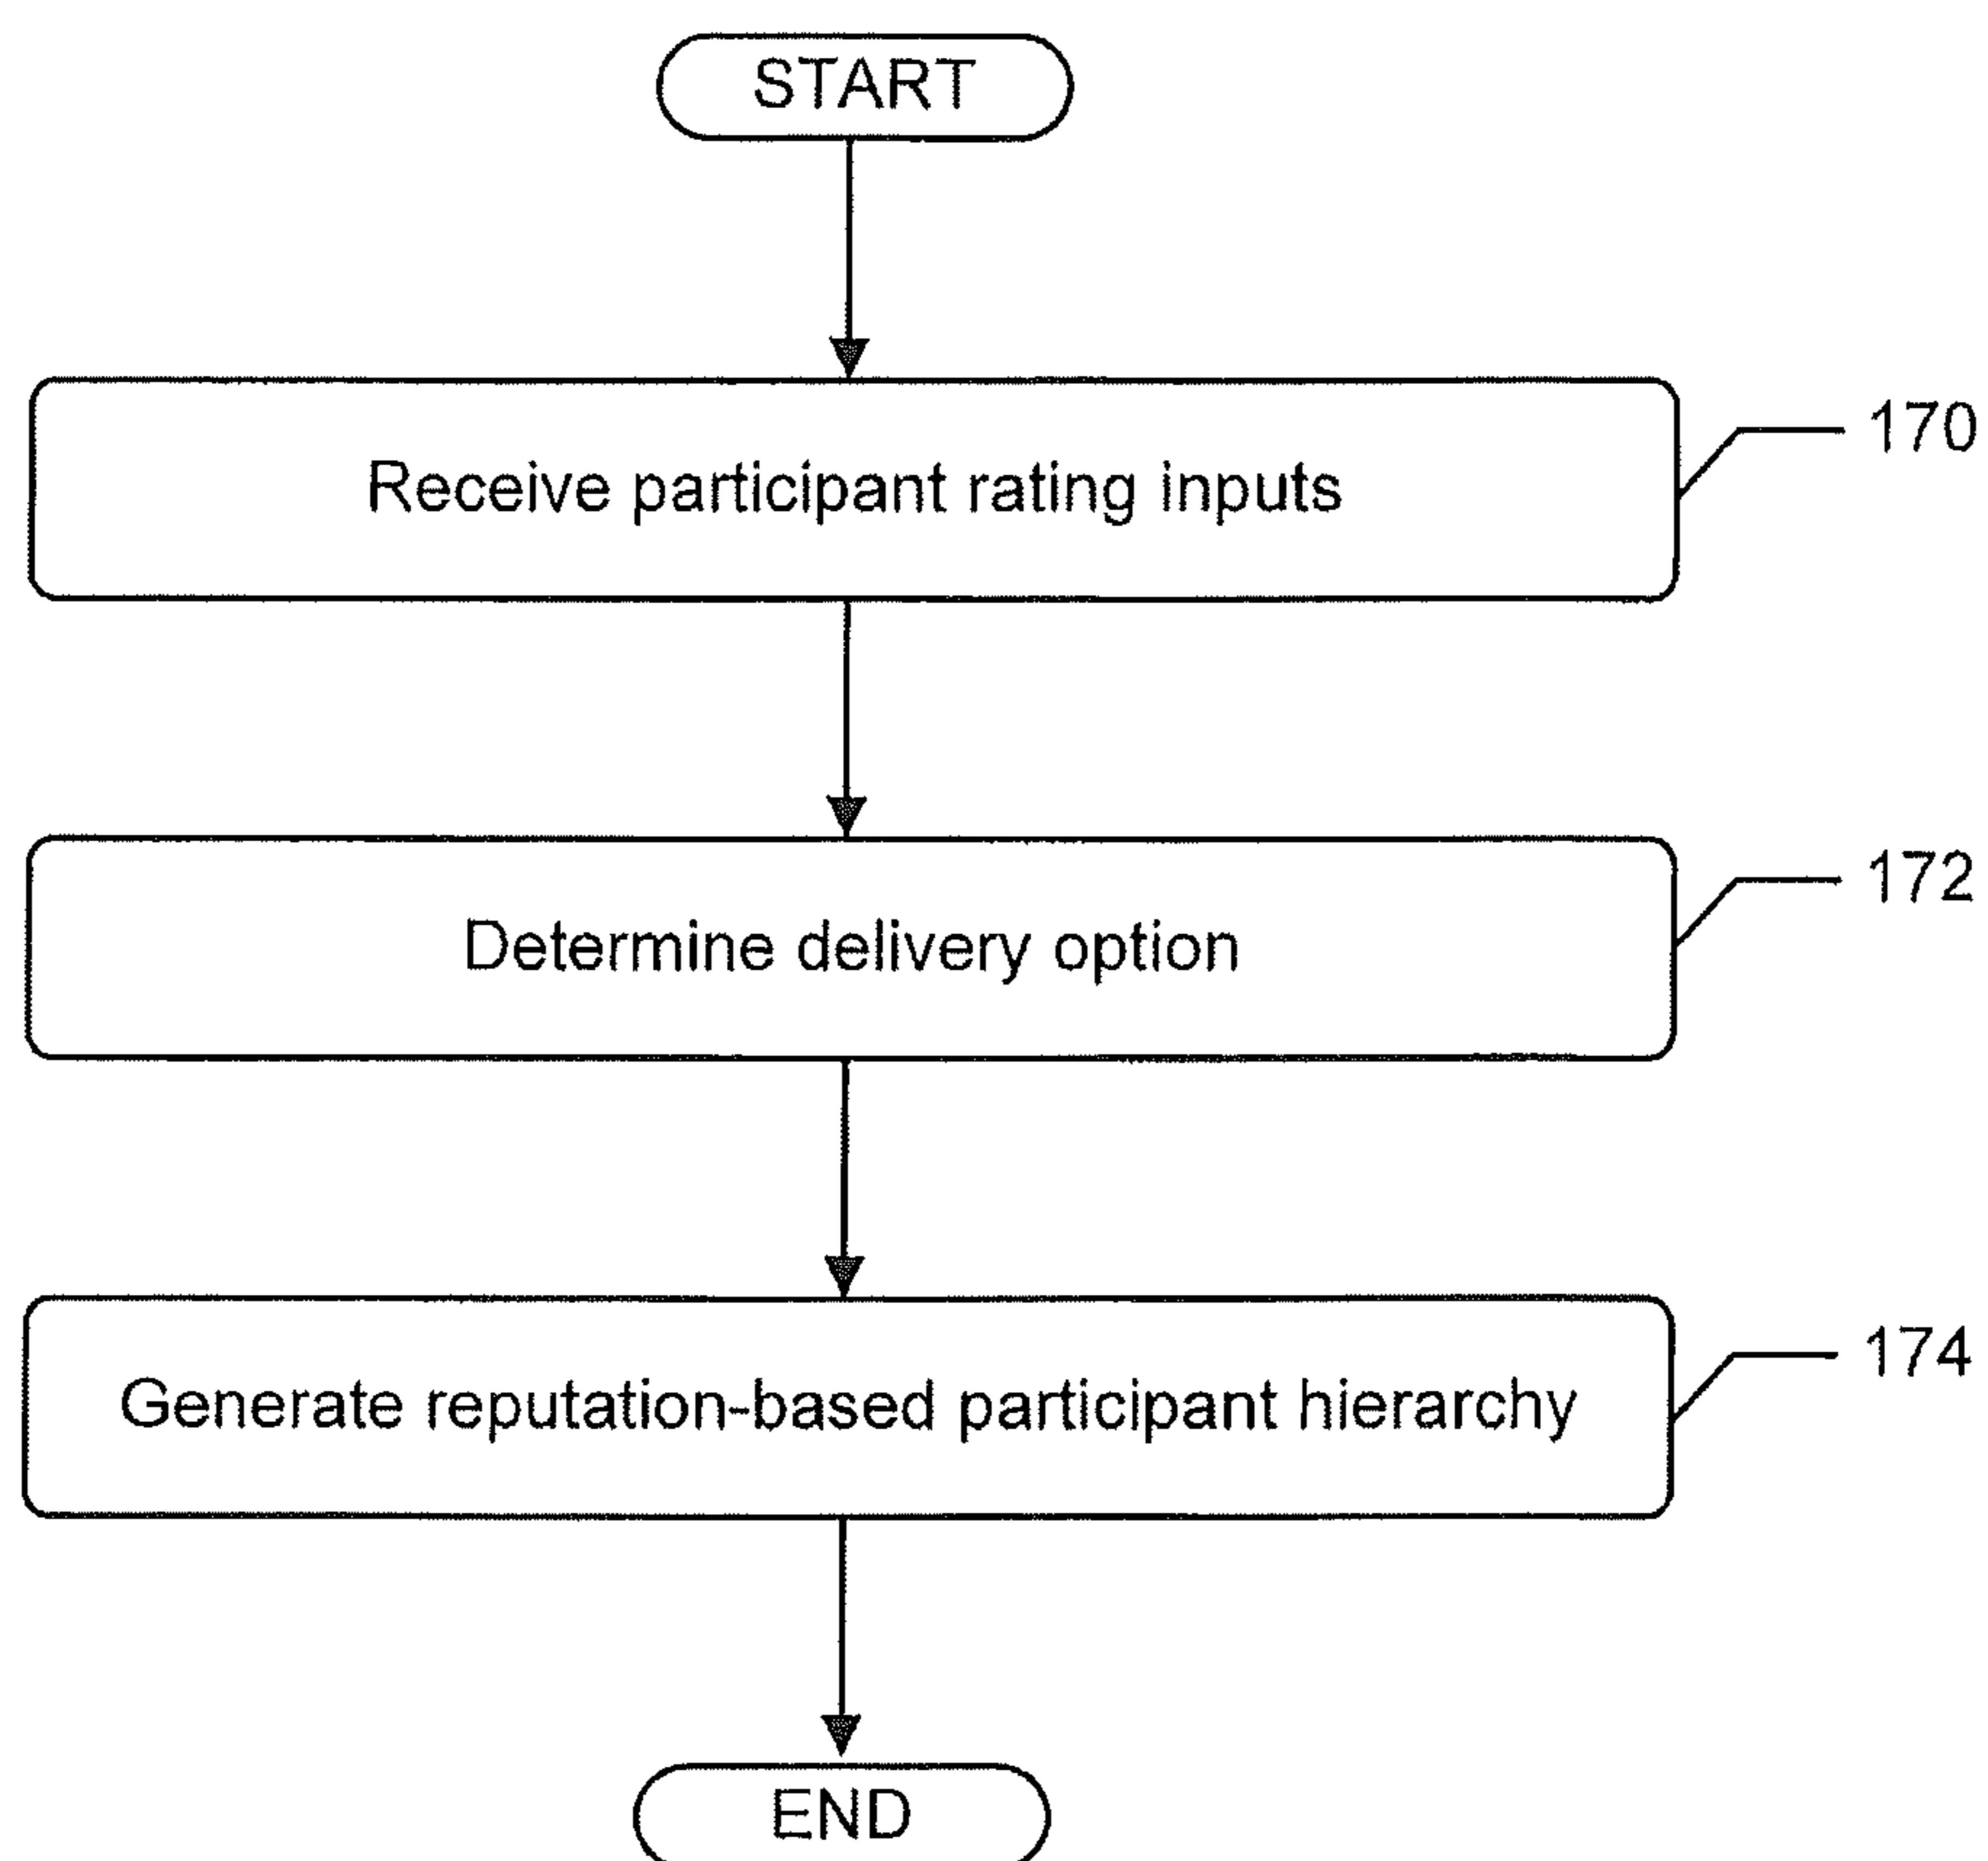 START
Receive participant rating inputs
170
Determine delivery option
172
Generate reputation-based participant hierarchy
174
END